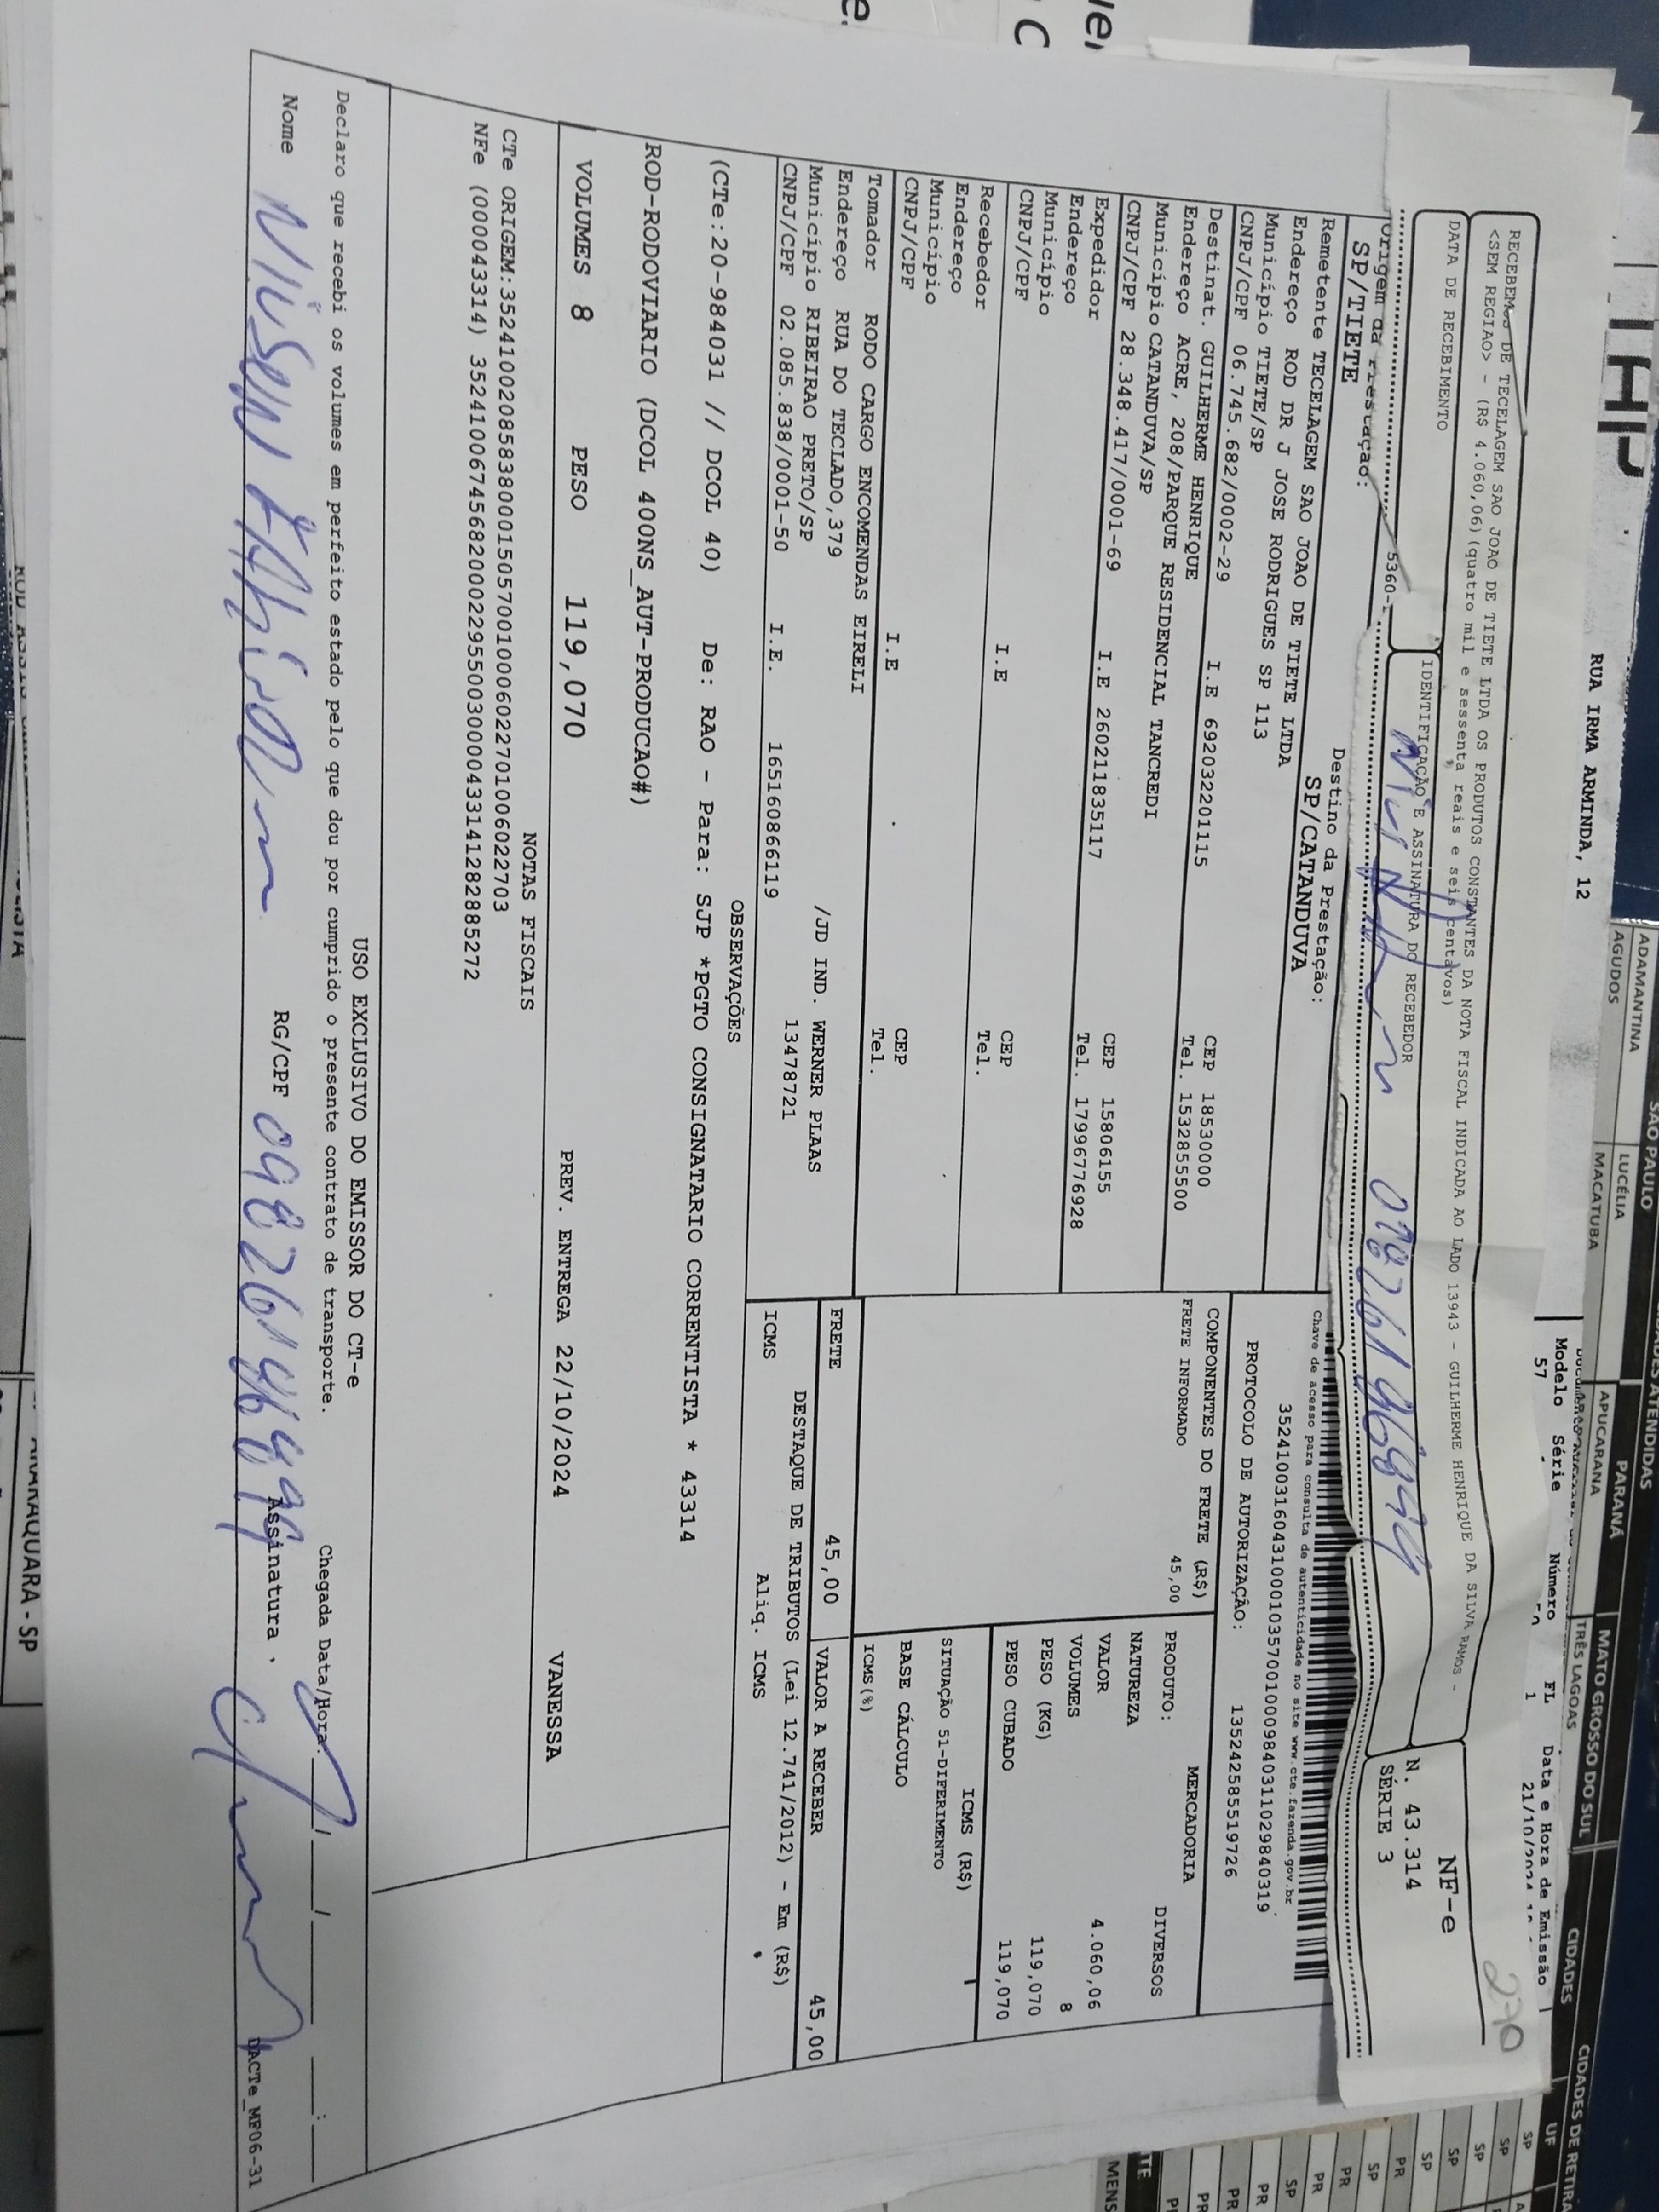 RUA IRMA ARMINDA, 12
Modelo Série Número FL Data e Hora de Emissão
57 1 21/10/2024
RECEBEMOS DE TECELAGEM SAO JOAO DE TIETE LTDA OS PRODUTOS CONSTANTES DA NOTA FISCAL INDICADA AO LADO 13943 - GUILHERME HENRIQUE DA SILVA RAMOS -
<SEM REGIAO> - (R$ 4.060,06) (quatro mil e sessenta reais e seis centavos)
DATA DE RECEBIMENTO
IDENTIFICAÇÃO E ASSINATURA DO RECEBEDOR
NF-e
N. 43.314
SÉRIE 3
270
5360-
Origem da Prestação:
SP/TIETE
Destino da Prestação:
SP/CATANDUVA
Remetente TECELAGEM SAO JOAO DE TIETE LTDA
Endereço ROD DR J JOSE RODRIGUES SP 113
Município TIETE/SP CEP 18530000
CNPJ/CPF 06.745.682/0002-29 I.E 692032201115 Tel. 1532855500
Destinat. GUILHERME HENRIQUE
Endereço ACRE, 208/PARQUE RESIDENCIAL TANCREDI
Município CATANDUVA/SP CEP 15806155
CNPJ/CPF 28.348.417/0001-69 I.E 260211835117 Tel. 17996776928
Expedidor
Endereço
Município CEP
CNPJ/CPF I.E Tel.
Recebedor
Endereço
Município CEP
CNPJ/CPF I.E Tel.
Tomador RODO CARGO ENCOMENDAS EIRELI
Endereço RUA DO TECLADO,379 /JD IND. WERNER PLAAS
Município RIBEIRAO PRETO/SP 13478721
CNPJ/CPF 02.085.838/0001-50 I.E. 165160866119
Chave de acesso para consulta de autenticidade no site www.cte.fazenda.gov.br
35241003160431000103570010009840311029840319
PROTOCOLO DE AUTORIZAÇÃO: 135242585519726
COMPONENTES DO FRETE (R$)
FRETE INFORMADO 45,00
MERCADORIA
PRODUTO: DIVERSOS
NATUREZA
VALOR 4.060,06
VOLUMES 8
PESO (KG) 119,070
PESO CUBADO 119,070
ICMS (R$)
SITUAÇÃO 51-DIFERIMENTO
BASE CÁLCULO
ICMS(%)
FRETE 45,00
VALOR A RECEBER 45,00
DESTAQUE DE TRIBUTOS (Lei 12.741/2012) - Em (R$)
ICMS Aliq. ICMS
OBSERVAÇÕES
(CTe:20-984031 // DCOL 40) De: RAO - Para: SJP *PGTO CONSIGNATARIO CORRENTISTA * 43314
ROD-RODOVIARIO (DCOL 400NS_AUT-PRODUCAO#)
VOLUMES 8 PESO 119,070 PREV. ENTREGA 22/10/2024 VANESSA
NOTAS FISCAIS
CTe ORIGEM:35241002085838000150570010006022701006022703
NFe (000043314) 35241006745682000229550030000433141282885272
USO EXCLUSIVO DO EMISSOR DO CT-e
Declaro que recebi os volumes em perfeito estado pelo que dou por cumprido o presente contrato de transporte.
Chegada Data/Hora.
Nome RG/CPF Assinatura
DACTe_MF06-31
SÃO PAULO
ADAMANTINA LUCÉLIA
AGUDOS MACATUBA
PARANÁ
APUCARANA
MATO GROSSO DO SUL
TRÊS LAGOAS
CIDADES
CIDADES DE RETIRA
UF
ARARAQUARA - SP